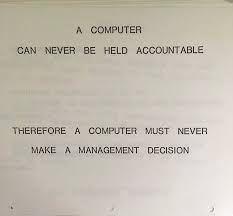 A COMPUTER
CAN NEVER BE HELD ACCOUNTABLE
THEREFORE A COMPUTER MUST NEVER
MAKE A MANAGEMENT DECISION